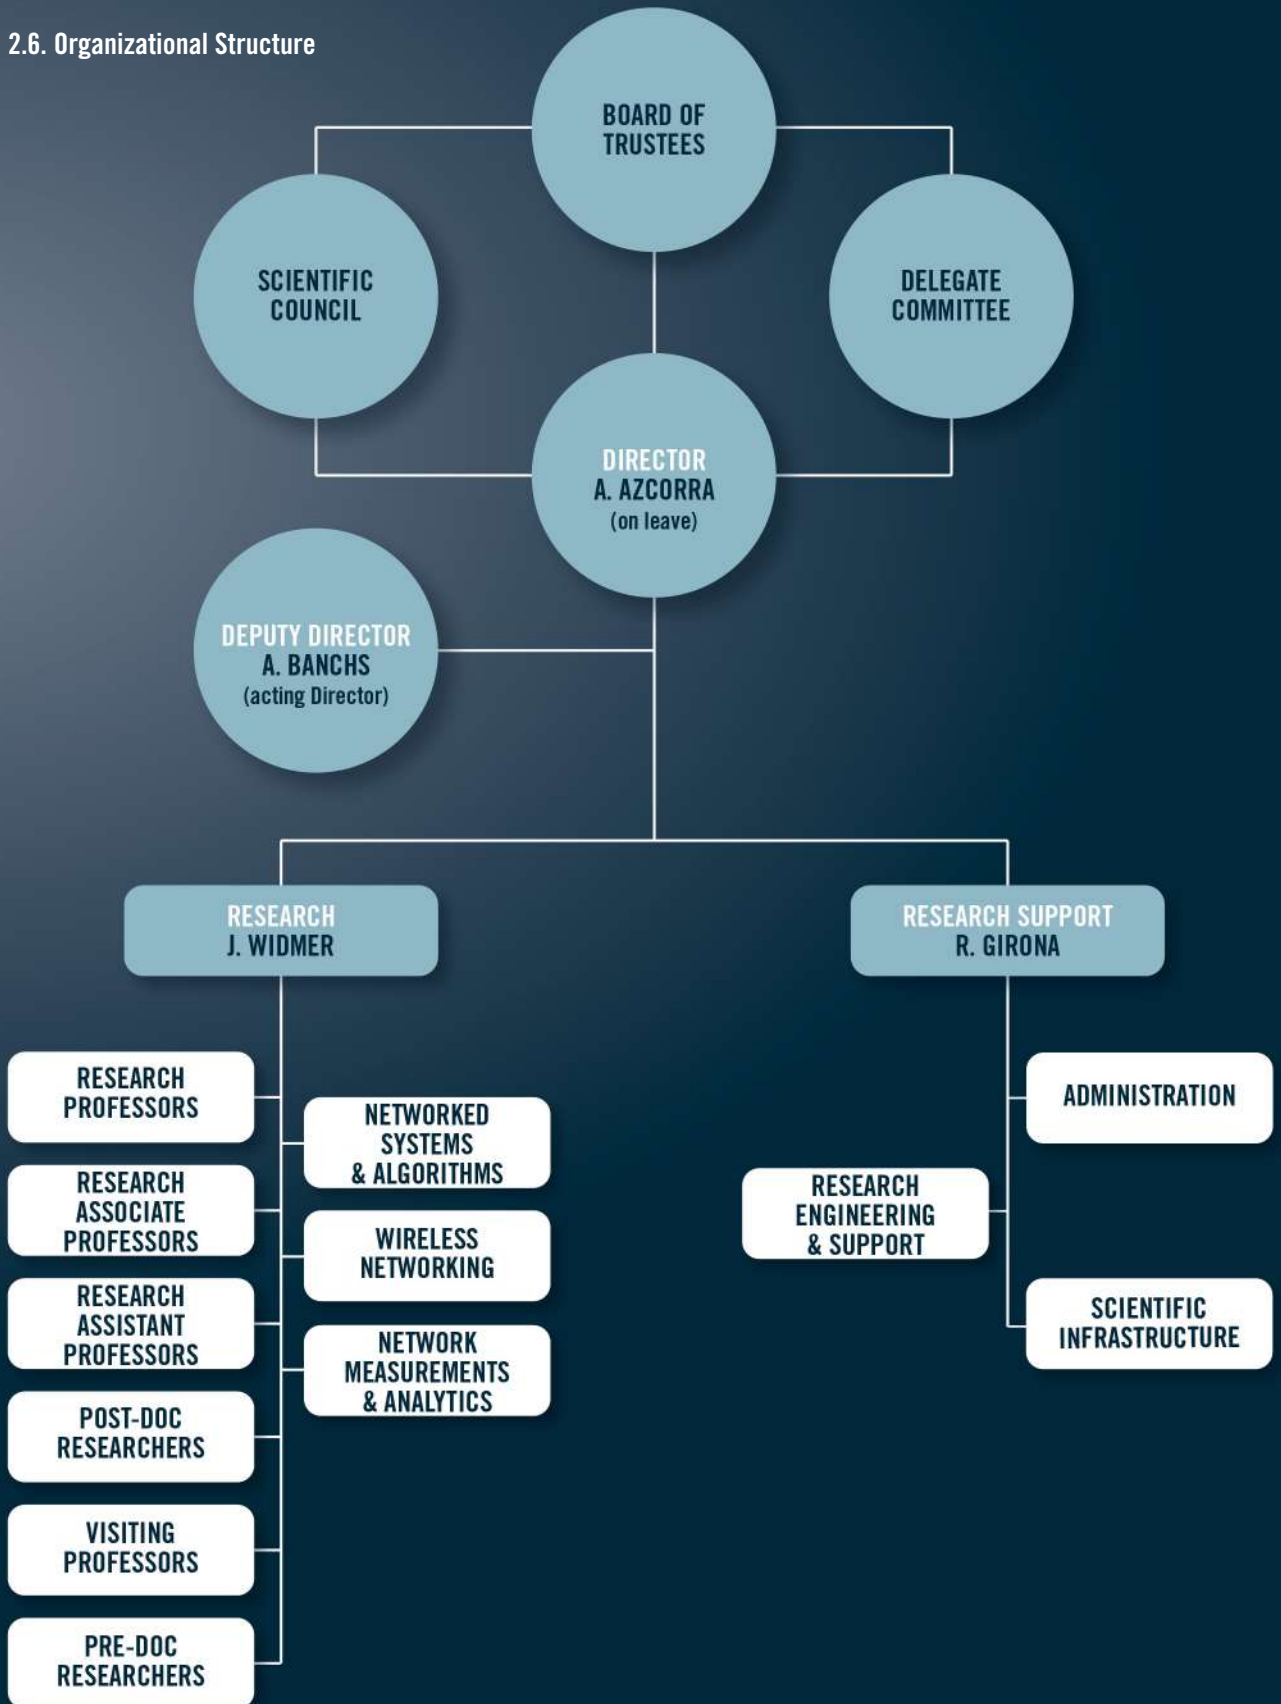 2.6. Organizational Structure
BOARD OF
TRUSTEES
SCIENTIFIC
COUNCIL
DELEGATE
COMMITTEE
DIRECTOR
A. AZCORRA
(on leave)
DEPUTY DIRECTOR
A. BANCHS
(acting Director)
RESEARCH
J. WIDMER
RESEARCH SUPPORT
R. GIRONA
RESEARCH
PROFESSORS
RESEARCH
ASSOCIATE
PROFESSORS
RESEARCH
ASSISTANT
PROFESSORS
POST-DOC
RESEARCHERS
VISITING
PROFESSORS
PRE-DOC
RESEARCHERS
NETWORKED
SYSTEMS
& ALGORITHMS
WIRELESS
NETWORKING
NETWORK
MEASUREMENTS
& ANALYTICS
ADMINISTRATION
RESEARCH
ENGINEERING
& SUPPORT
SCIENTIFIC
INFRASTRUCTURE